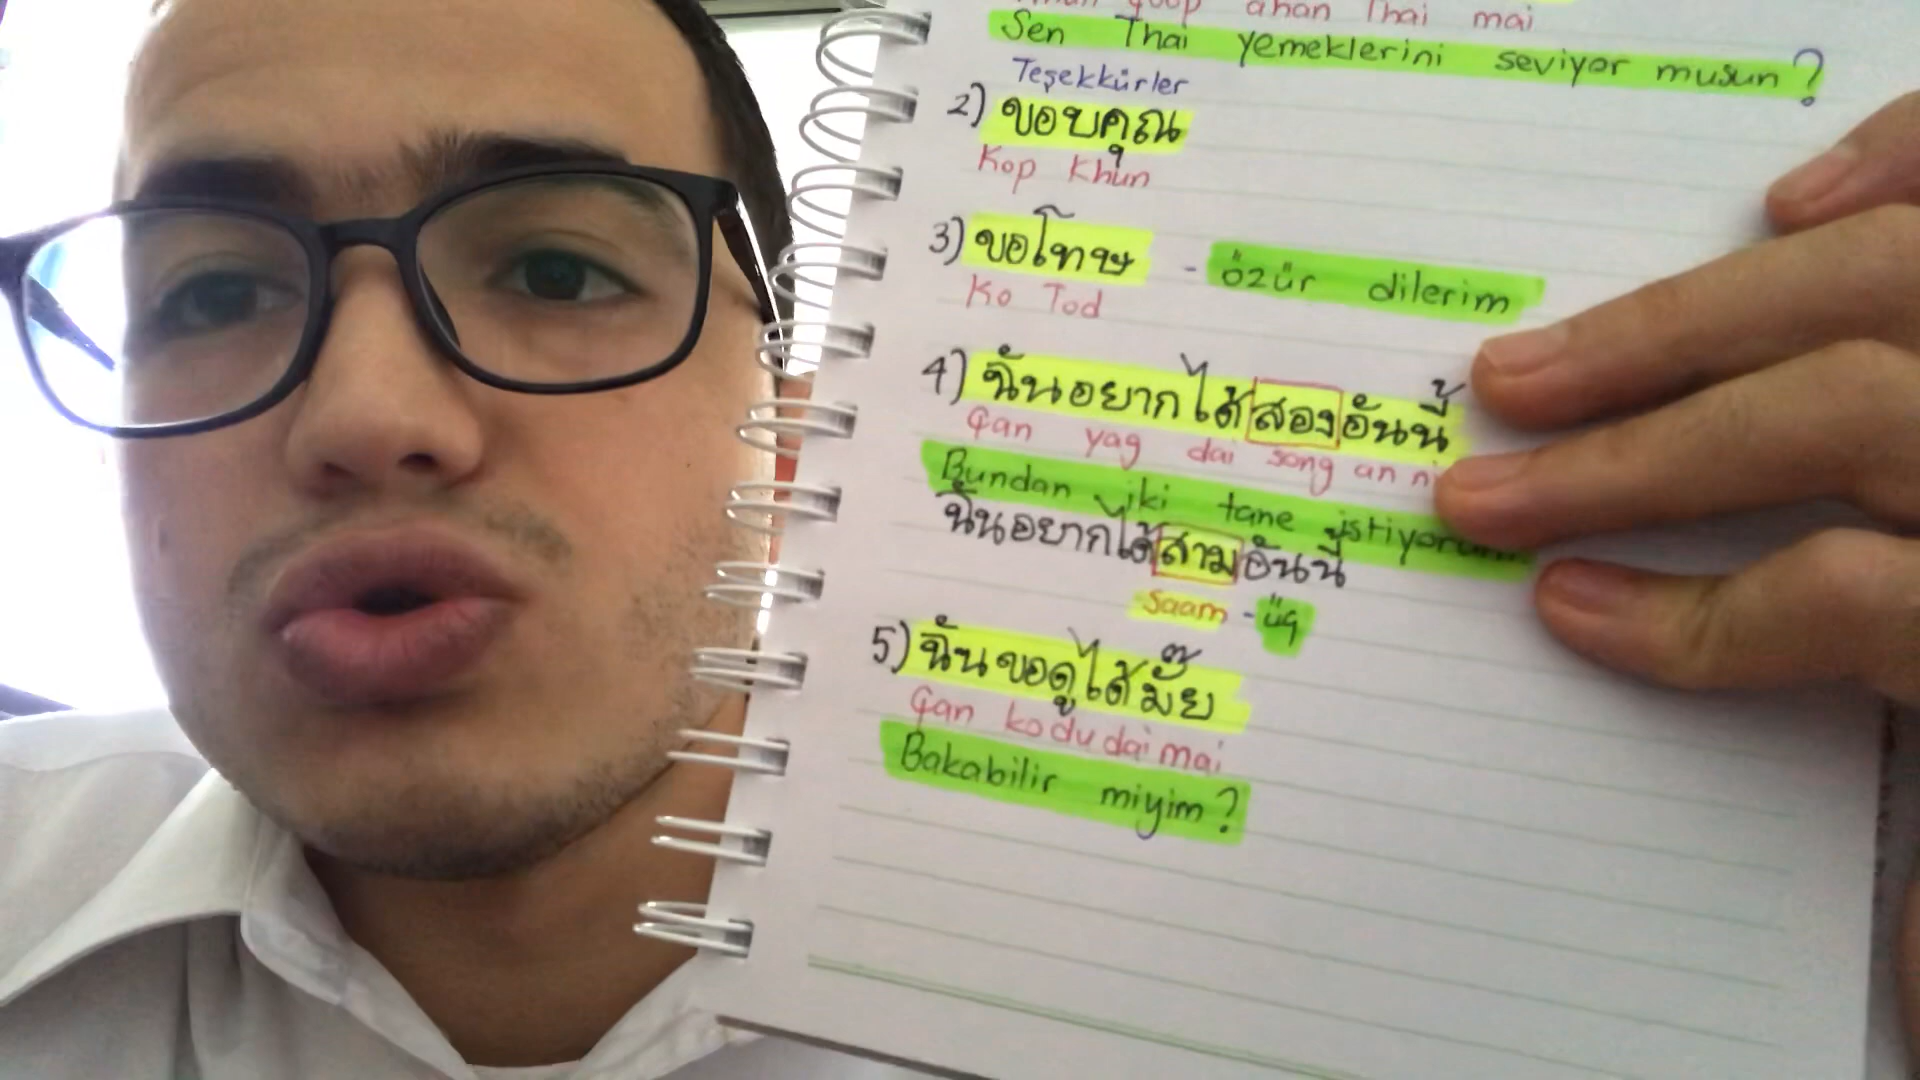 qoop ahan Thai mai
Sen Thai yemeklerini seviyor musun?
Teşekkürler
2) ขอบคุณ
Kop Khun
3) ขอโทษ - özür dilerim
Ko Tod
4) ฉันอยากได้สองอันนี้
Çan yag dai song an ni
Bundan iki tane istiyorum
ฉันอยากได้สามอันนี้
saam - üç
5) ฉันขอดูได้มั๊ย
Çan ko du dai mai
Bakabilir miyim?